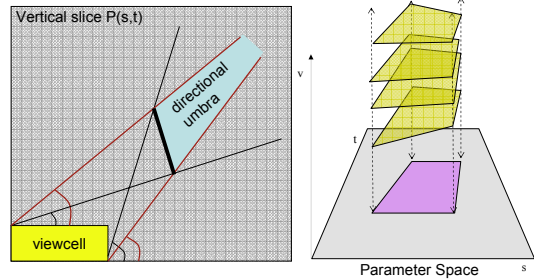 Vertical slice P(s,t)
directional
umbra
viewcell
v
t
s
Parameter Space